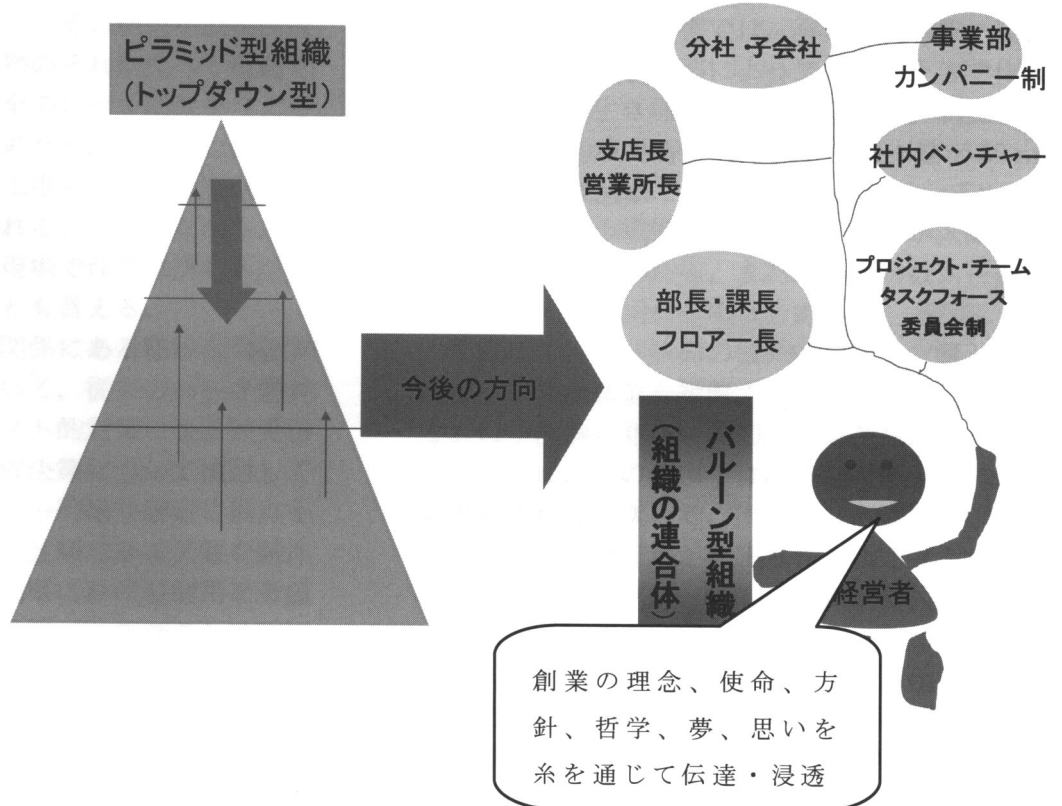 ピラミッド型組織
(トップダウン型)
今後の方向
分社・子会社
事業部
カンパニー制
支店長
営業所長
社内ベンチャー
プロジェクト・チーム
タスクフォース
委員会制
部長・課長
フロアー長
バルーン型組織
(組織の連合体)
経営者
創業の理念、使命、方
針、哲学、夢、思いを
糸を通じて伝達・浸透